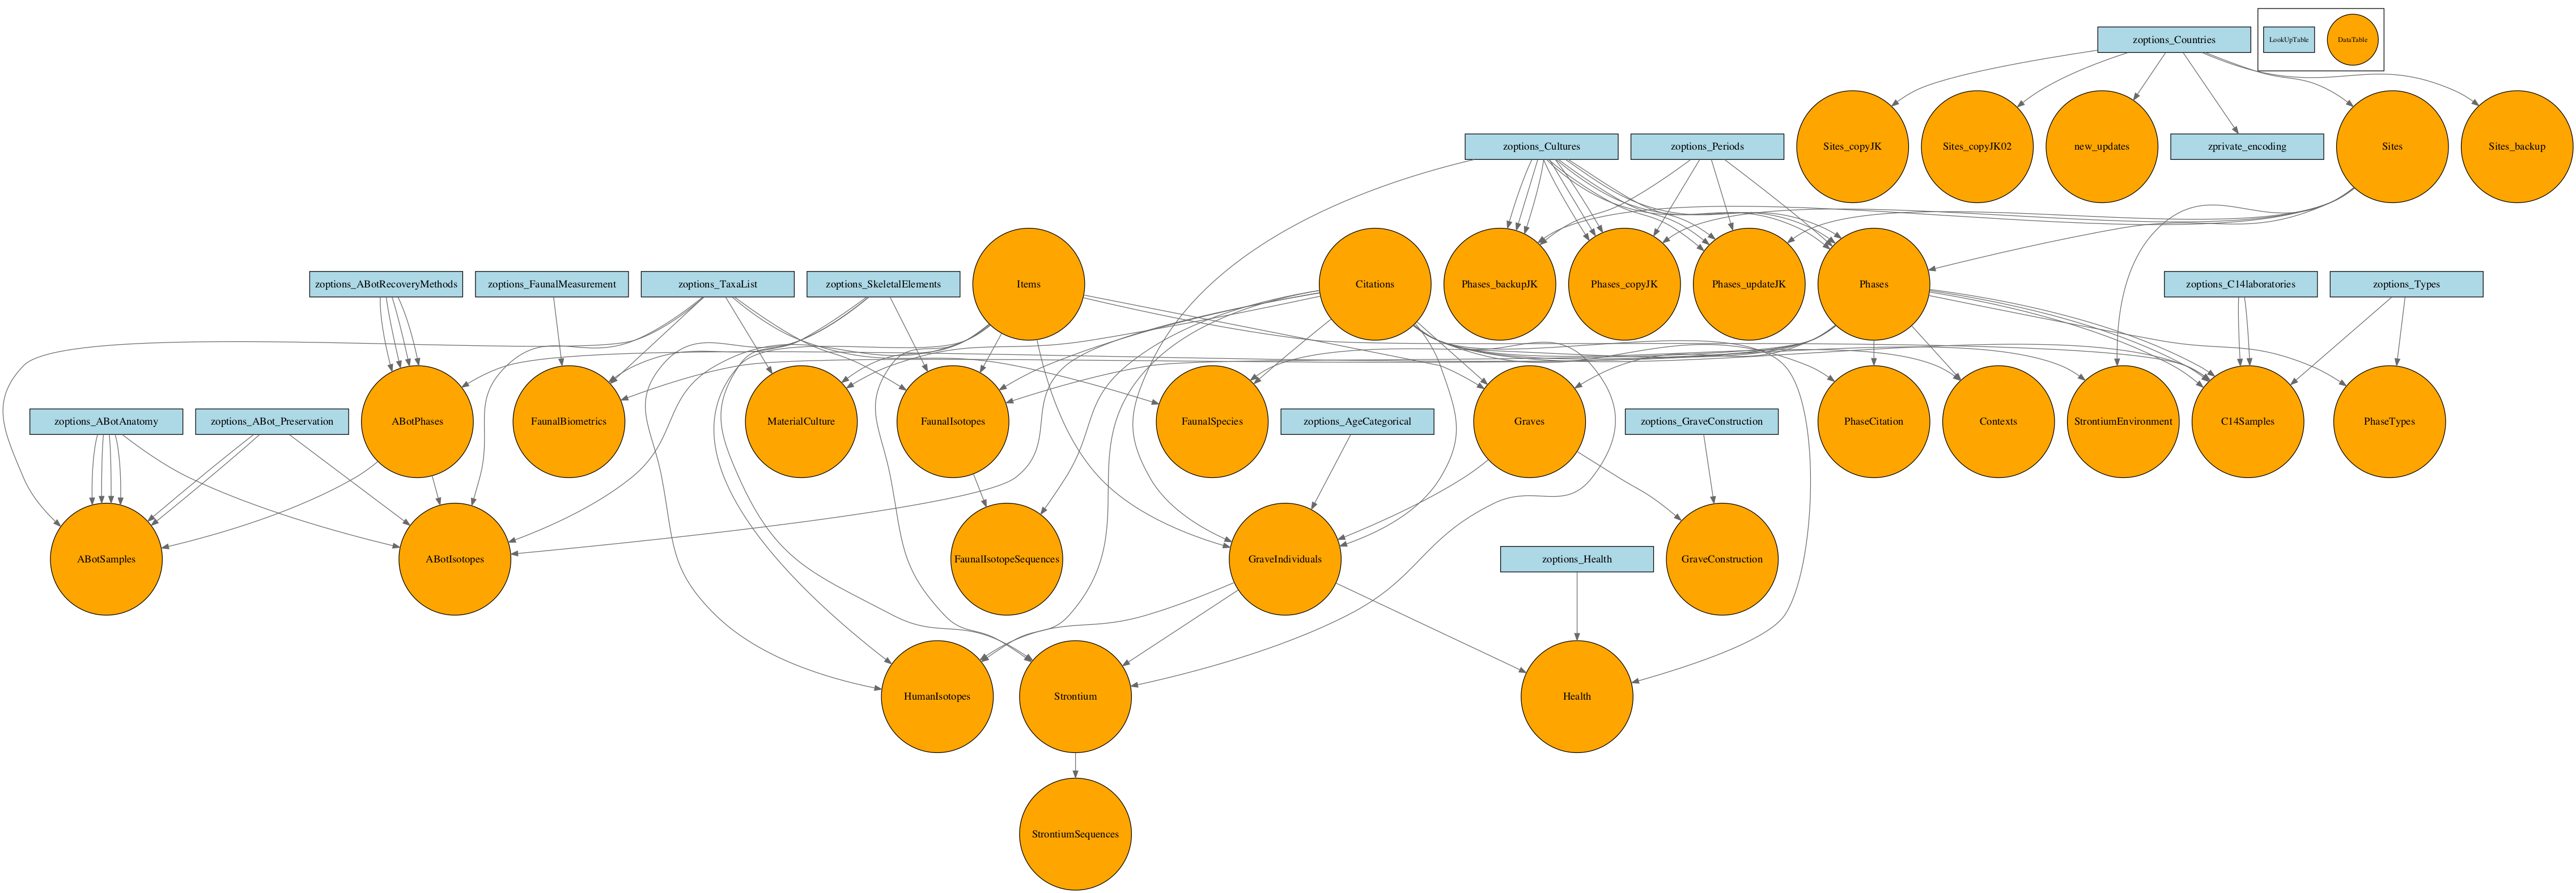 zoptions_Countries
LookUpTable
DataTable
zoptions_Cultures
zoptions_Periods
Sites_copyJK
Sites_copyJK02
new_updates
zprivate_encoding
Sites
Sites_backup
zoptions_ABotRecoveryMethods
zoptions_FaunalMeasurement
zoptions_TaxaList
zoptions_SkeletalElements
Items
Citations
Phases_backupJK
Phases_copyJK
Phases_updateJK
Phases
zoptions_C14laboratories
zoptions_Types
zoptions_ABotAnatomy
zoptions_ABot_Preservation
ABotPhases
FaunalBiometrics
MaterialCulture
FaunalIsotopes
FaunalSpecies
zoptions_AgeCategorical
Graves
zoptions_GraveConstruction
PhaseCitation
Contexts
StrontiumEnvironment
C14Samples
PhaseTypes
ABotSamples
ABotIsotopes
FaunalIsotopeSequences
GraveIndividuals
zoptions_Health
GraveConstruction
HumanIsotopes
Strontium
Health
StrontiumSequences